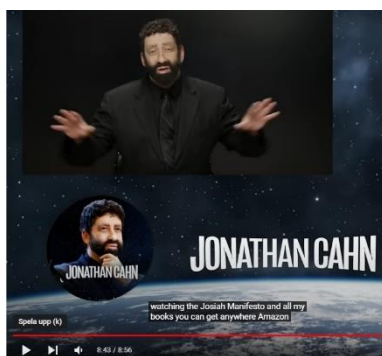 JONATHAN CAHN
JONATHAN CAHN
watching the Josiah Manifesto and all my
books you can get anywhere Amazon
Spela upp (k)
8:43 / 8:56